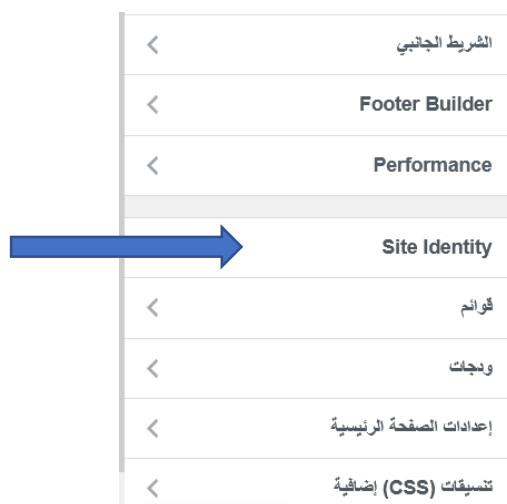 الشريط الجانبي
Footer Builder
Performance
Site Identity
قوائم
ودجات
إعدادات الصفحة الرئيسية
تنسيقات (CSS) إضافية